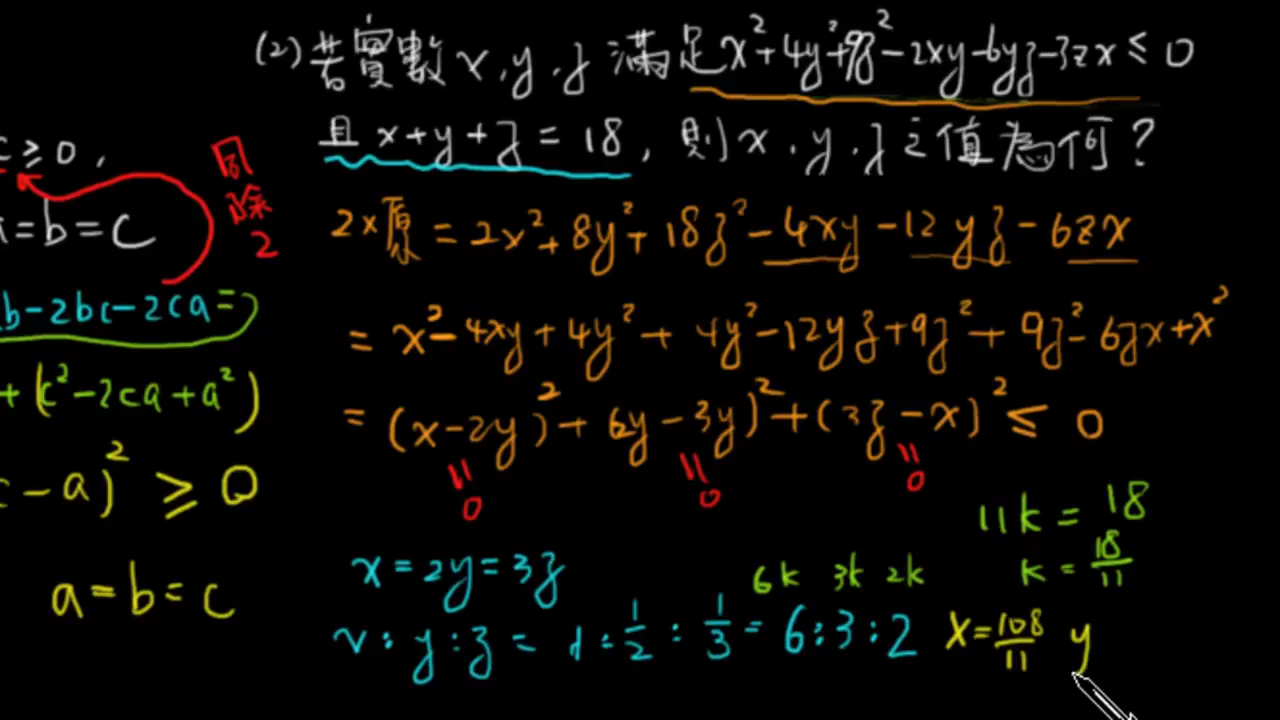 (2) 若實數 x, y, z 滿足 x²+4y²+9z²-2xy-6yz-3zx ≤ 0
且 x+y+z = 18, 則 x, y, z 之值為何?
c ≥ 0,
a = b = c
同除2
b-2bc-2ca =
+ (c²-2ca+a²)
c-a)² ≥ 0
a = b = c
2×原 = 2x²+8y²+18z²-4xy-12yz-6zx
= x²-4xy+4y²+4y²-12yz+9z²+9z²-6zx+x²
= (x-2y)²+(2y-3y)²+(3z-x)² ≤ 0
= 0 = 0 = 0
x = 2y = 3z
6k 3k 2k
x : y : z = 1 : 1/2 : 1/3 = 6 : 3 : 2
11k = 18
k = 18/11
x = 108/11 y